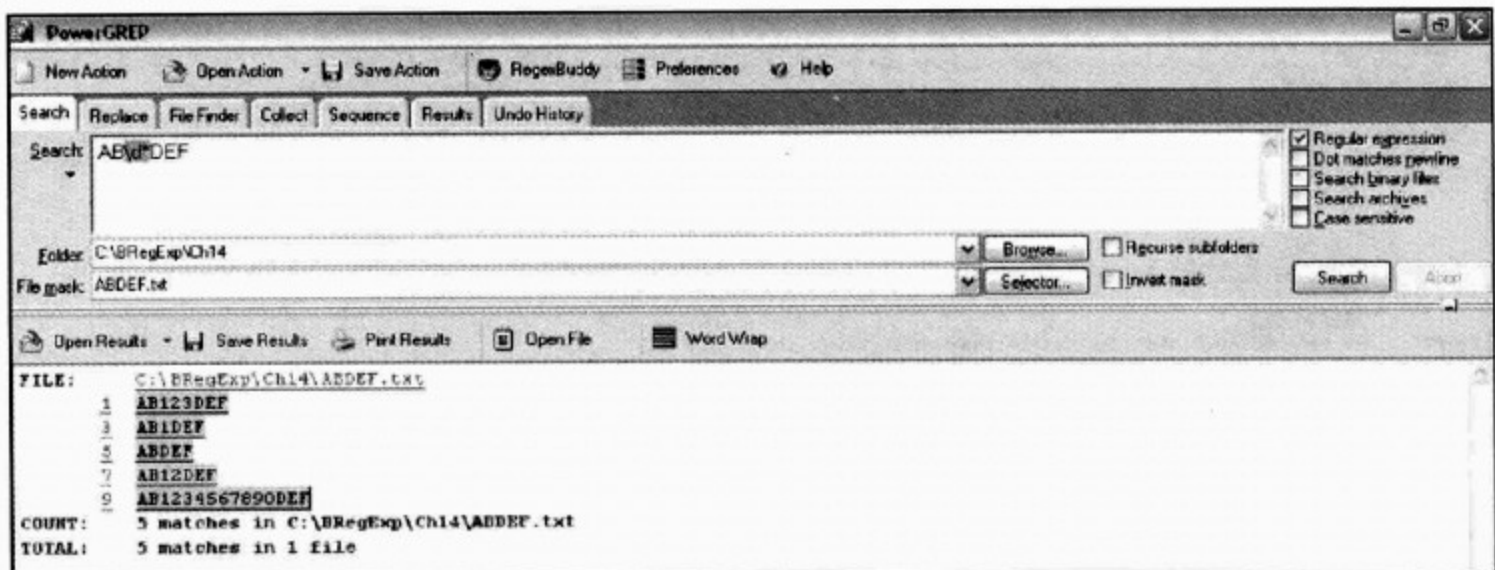 PowerGREP
New Action Open Action Save Action RegexBuddy Preferences Help
Search Replace File Finder Collect Sequence Results Undo History
Search: AB\d*DEF
Regular expression
Dot matches newline
Search binary files
Search archives
Case sensitive
Folder: C:\BRegExp\Ch14 Browse... Recurse subfolders
File mask: ABDEF.txt Selector... Invert mask Search Abort
Open Results Save Results Print Results Open File Word Wrap
FILE: C:\BRegExp\Ch14\ABDEF.txt
1 AB123DEF
3 AB1DEF
5 ABDEF
7 AB12DEF
9 AB1234567890DEF
COUNT: 5 matches in C:\BRegExp\Ch14\ABDEF.txt
TOTAL: 5 matches in 1 file